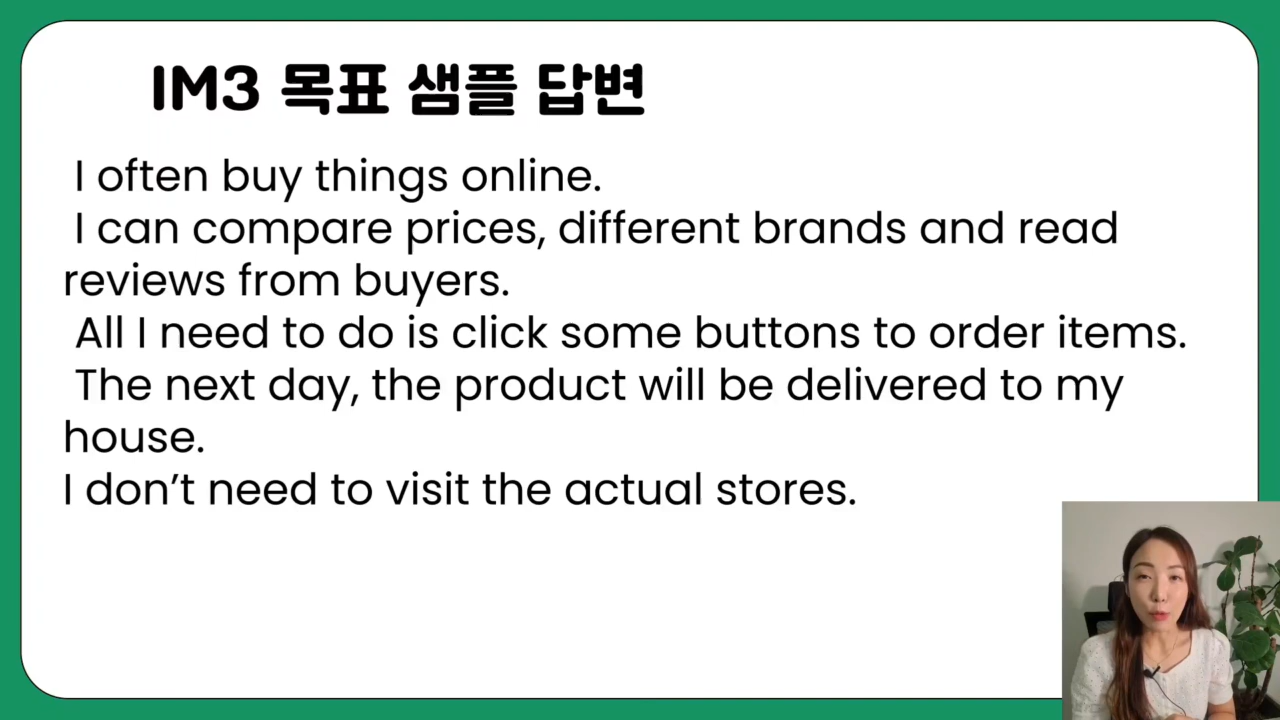 IM3 목표 샘플 답변
I often buy things online.
I can compare prices, different brands and read
reviews from buyers.
All I need to do is click some buttons to order items.
The next day, the product will be delivered to my
house.
I don’t need to visit the actual stores.